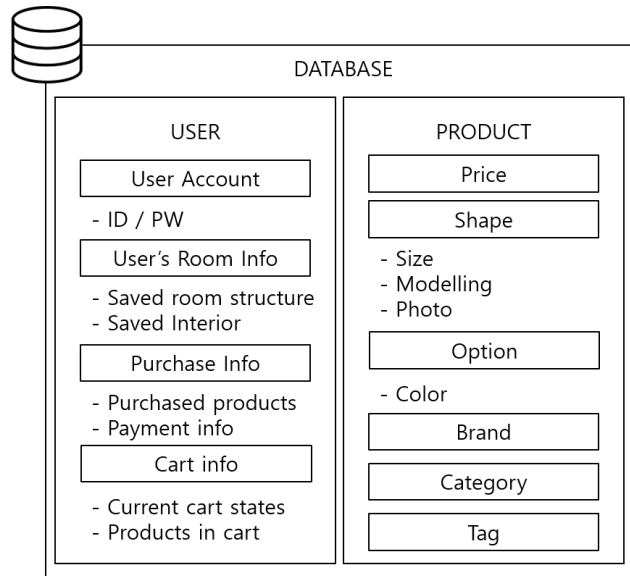 DATABASE
USER
User Account
- ID / PW
User's Room Info
- Saved room structure
- Saved Interior
Purchase Info
- Purchased products
- Payment info
Cart info
- Current cart states
- Products in cart
PRODUCT
Price
Shape
- Size
- Modelling
- Photo
Option
- Color
Brand
Category
Tag